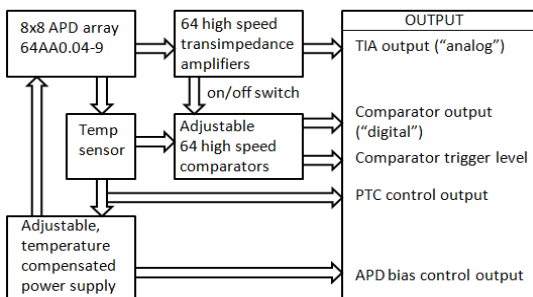 8x8 APD array
64AA0.04-9
64 high speed
transimpedance
amplifiers
OUTPUT
TIA output (“analog”)
on/off switch
Temp
sensor
Adjustable
64 high speed
comparators
Comparator output
(“digital”)
Comparator trigger level
PTC control output
Adjustable,
temperature
compensated
power supply
APD bias control output